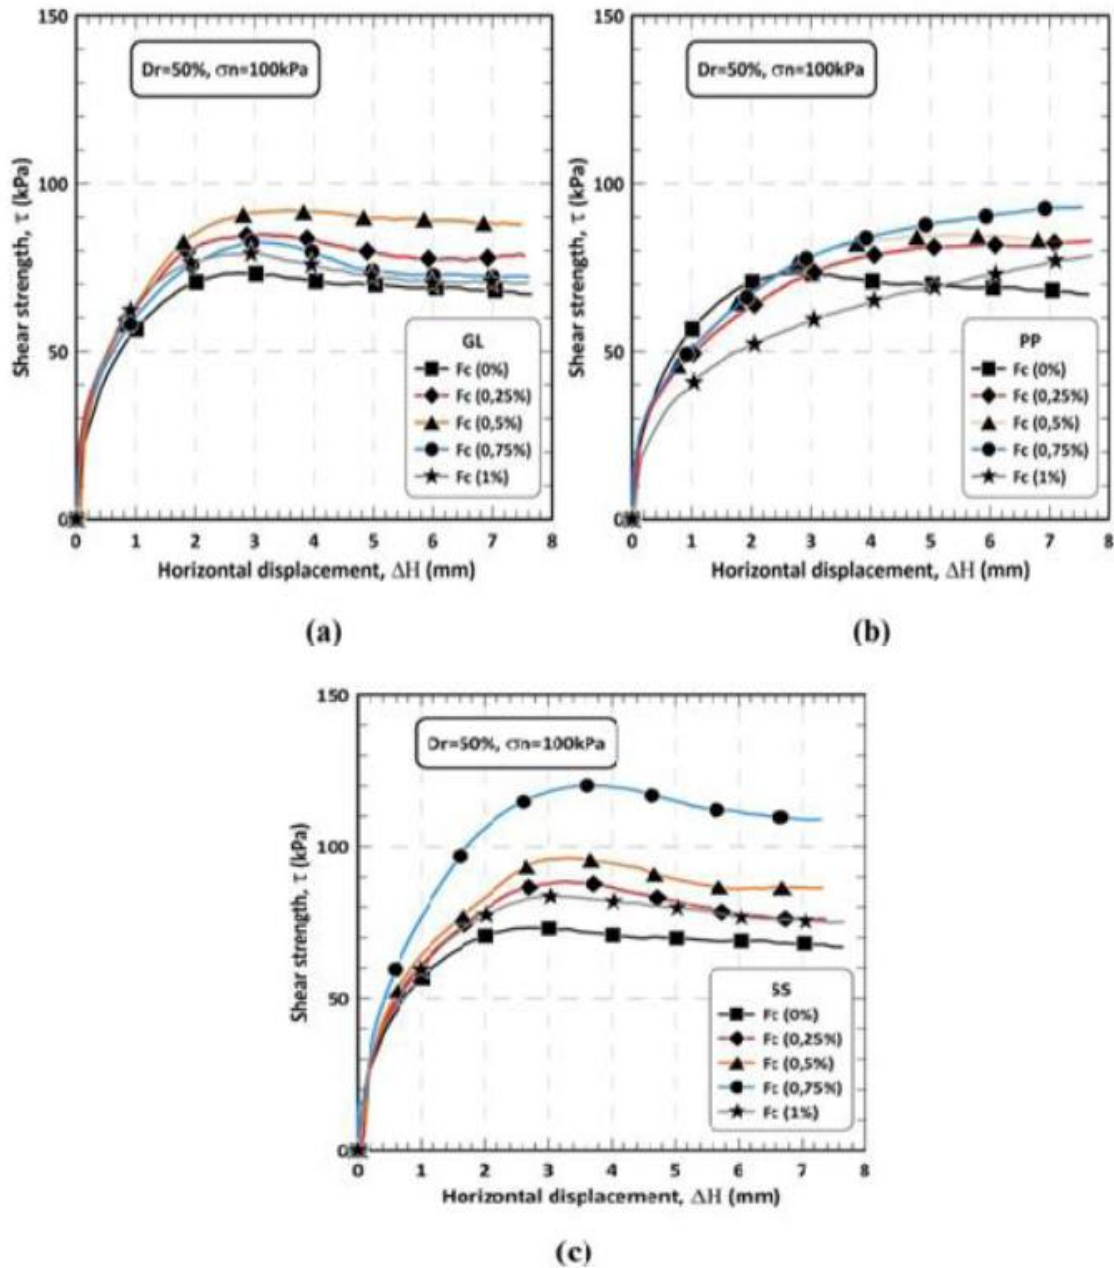 150
100
50
0
Shear strength, τ (kPa)
Dr=50%, σn=100kPa
GL
Fc (0%)
Fc (0,25%)
Fc (0,5%)
Fc (0,75%)
Fc (1%)
0 1 2 3 4 5 6 7 8
Horizontal displacement, ΔH (mm)
(a)
150
100
50
0
Shear strength, τ (kPa)
Dr=50%, σn=100kPa
PP
Fc (0%)
Fc (0,25%)
Fc (0,5%)
Fc (0,75%)
Fc (1%)
0 1 2 3 4 5 6 7 8
Horizontal displacement, ΔH (mm)
(b)
150
100
50
0
Shear strength, τ (kPa)
Dr=50%, σn=100kPa
SS
Fc (0%)
Fc (0,25%)
Fc (0,5%)
Fc (0,75%)
Fc (1%)
0 1 2 3 4 5 6 7 8
Horizontal displacement, ΔH (mm)
(c)